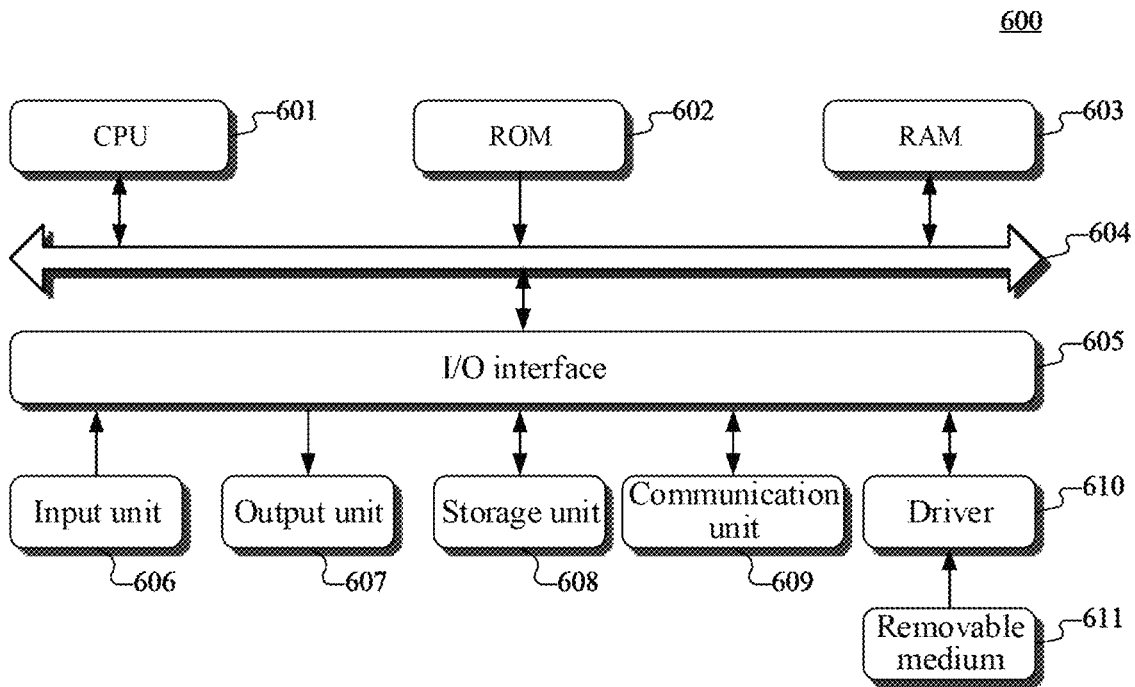 600
CPU
601
ROM
602
RAM
603
604
I/O interface
605
Input unit
606
Output unit
607
Storage unit
608
Communication
unit
609
Driver
610
Removable
medium
611